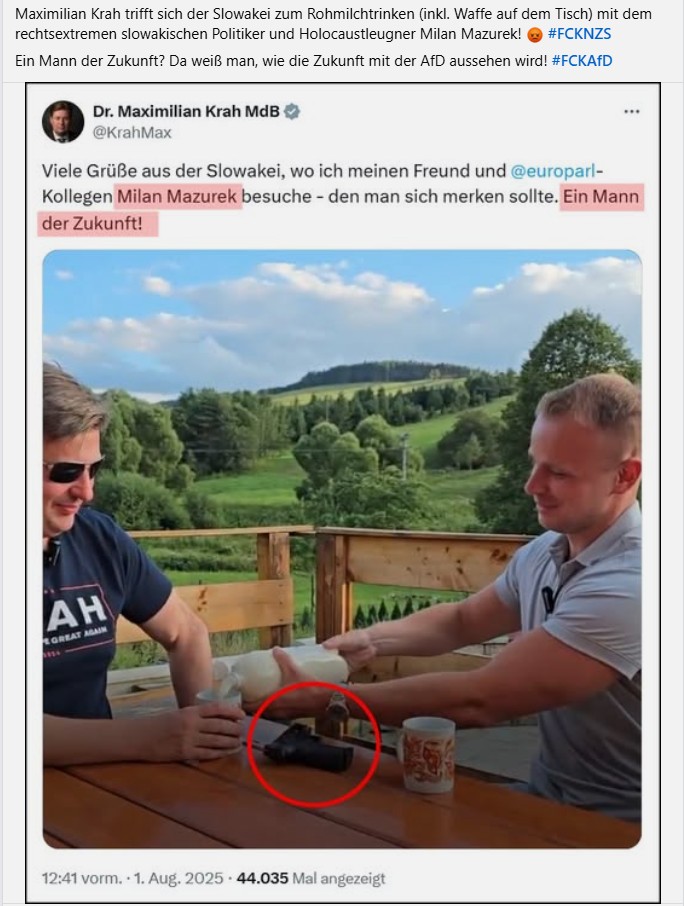 Maximilian Krah trifft sich der Slowakei zum Rohmilchtrinken (inkl. Waffe auf dem Tisch) mit dem
rechtsextremen slowakischen Politiker und Holocaustleugner Milan Mazurek! 😡 #FCKNZS
Ein Mann der Zukunft? Da weiß man, wie die Zukunft mit der AfD aussehen wird! #FCKAfD
Dr. Maximilian Krah MdB
@KrahMax
Viele Grüße aus der Slowakei, wo ich meinen Freund und @europarl-
Kollegen Milan Mazurek besuche - den man sich merken sollte. Ein Mann
der Zukunft!
AH
GREAT AGAIN
12:41 vorm. · 1. Aug. 2025 · 44.035 Mal angezeigt